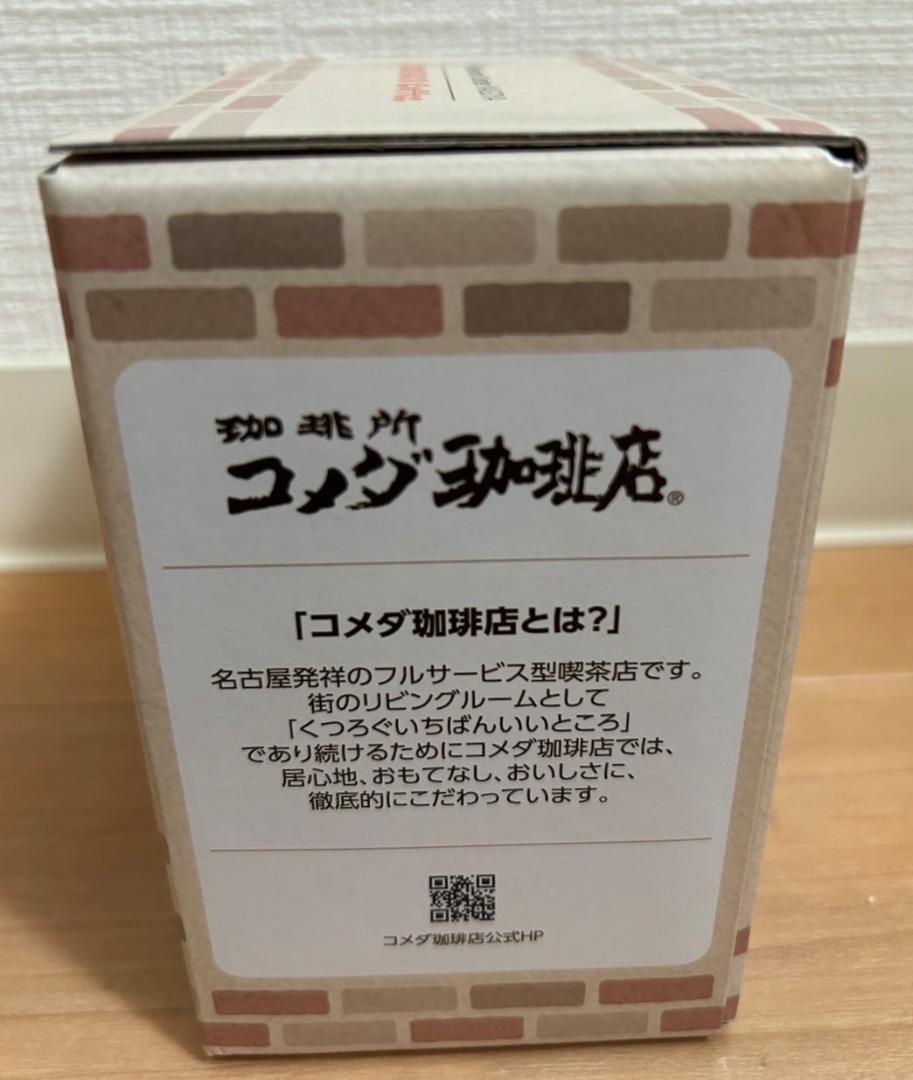 珈琲所
コメダ珈琲店®
「コメダ珈琲店とは?」
名古屋発祥のフルサービス型喫茶店です。
街のリビングルームとして
「くつろぐいちばんいいところ」
であり続けるためにコメダ珈琲店では、
居心地、おもてなし、おいしさに、
徹底的にこだわっています。
コメダ珈琲店公式HP